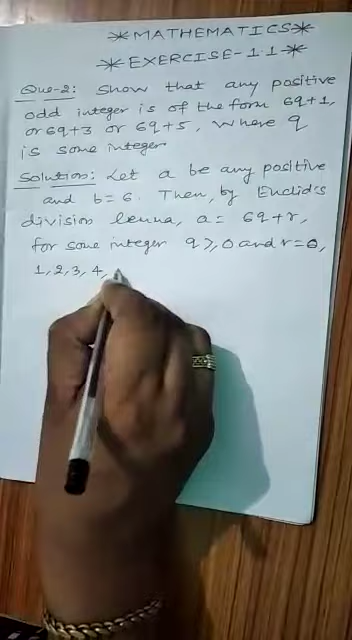 *MATHEMATICS*
*EXERCISE-1.1*
Que-2: Show that any positive
odd integer is of the form 6q+1,
or 6q+3 or 6q+5, Where q
is some integer
Solution: Let a be any positive
and b=6. Then, by Euclid's
division lemma, a= 6q+r,
for some integer q ≥ 0 and r=0,
1, 2, 3, 4,